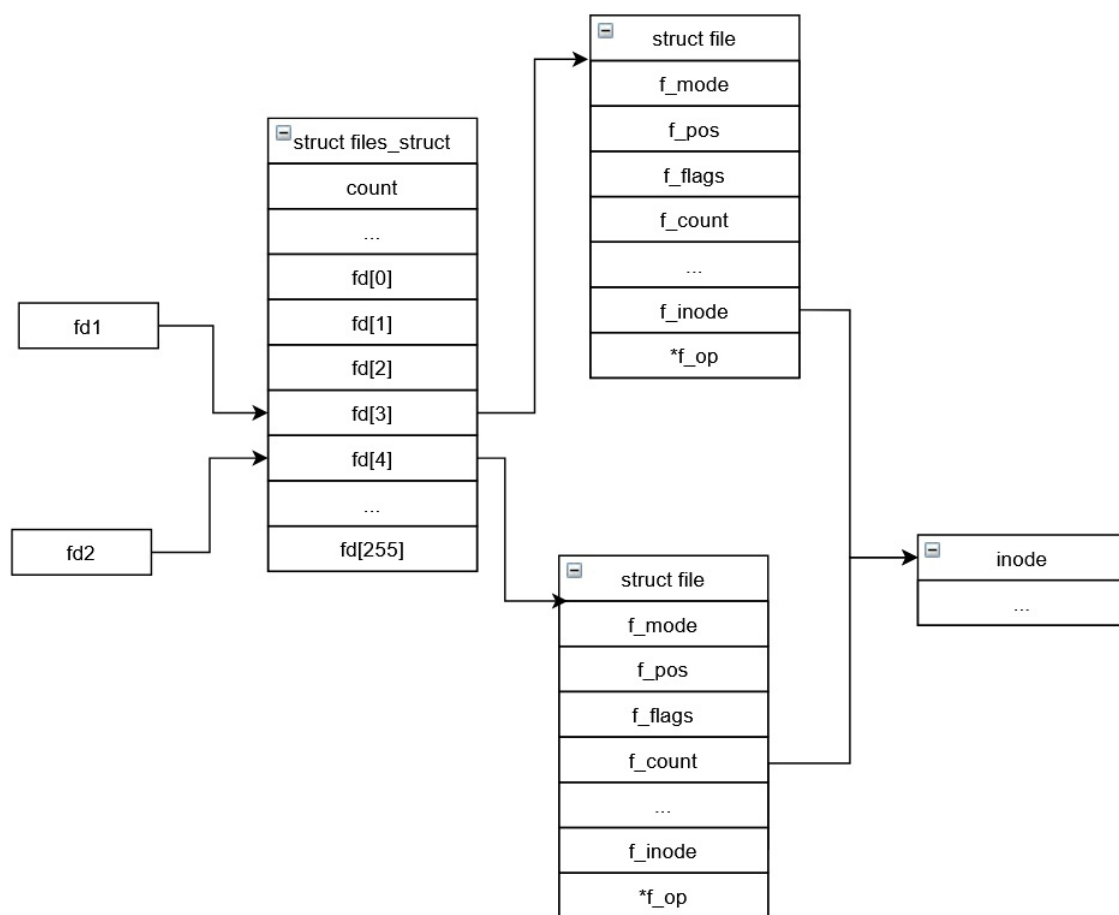 fd1
fd2
struct files_struct
count
...
fd[0]
fd[1]
fd[2]
fd[3]
fd[4]
...
fd[255]
struct file
f_mode
f_pos
f_flags
f_count
...
f_inode
*f_op
struct file
f_mode
f_pos
f_flags
f_count
...
f_inode
*f_op
inode
...